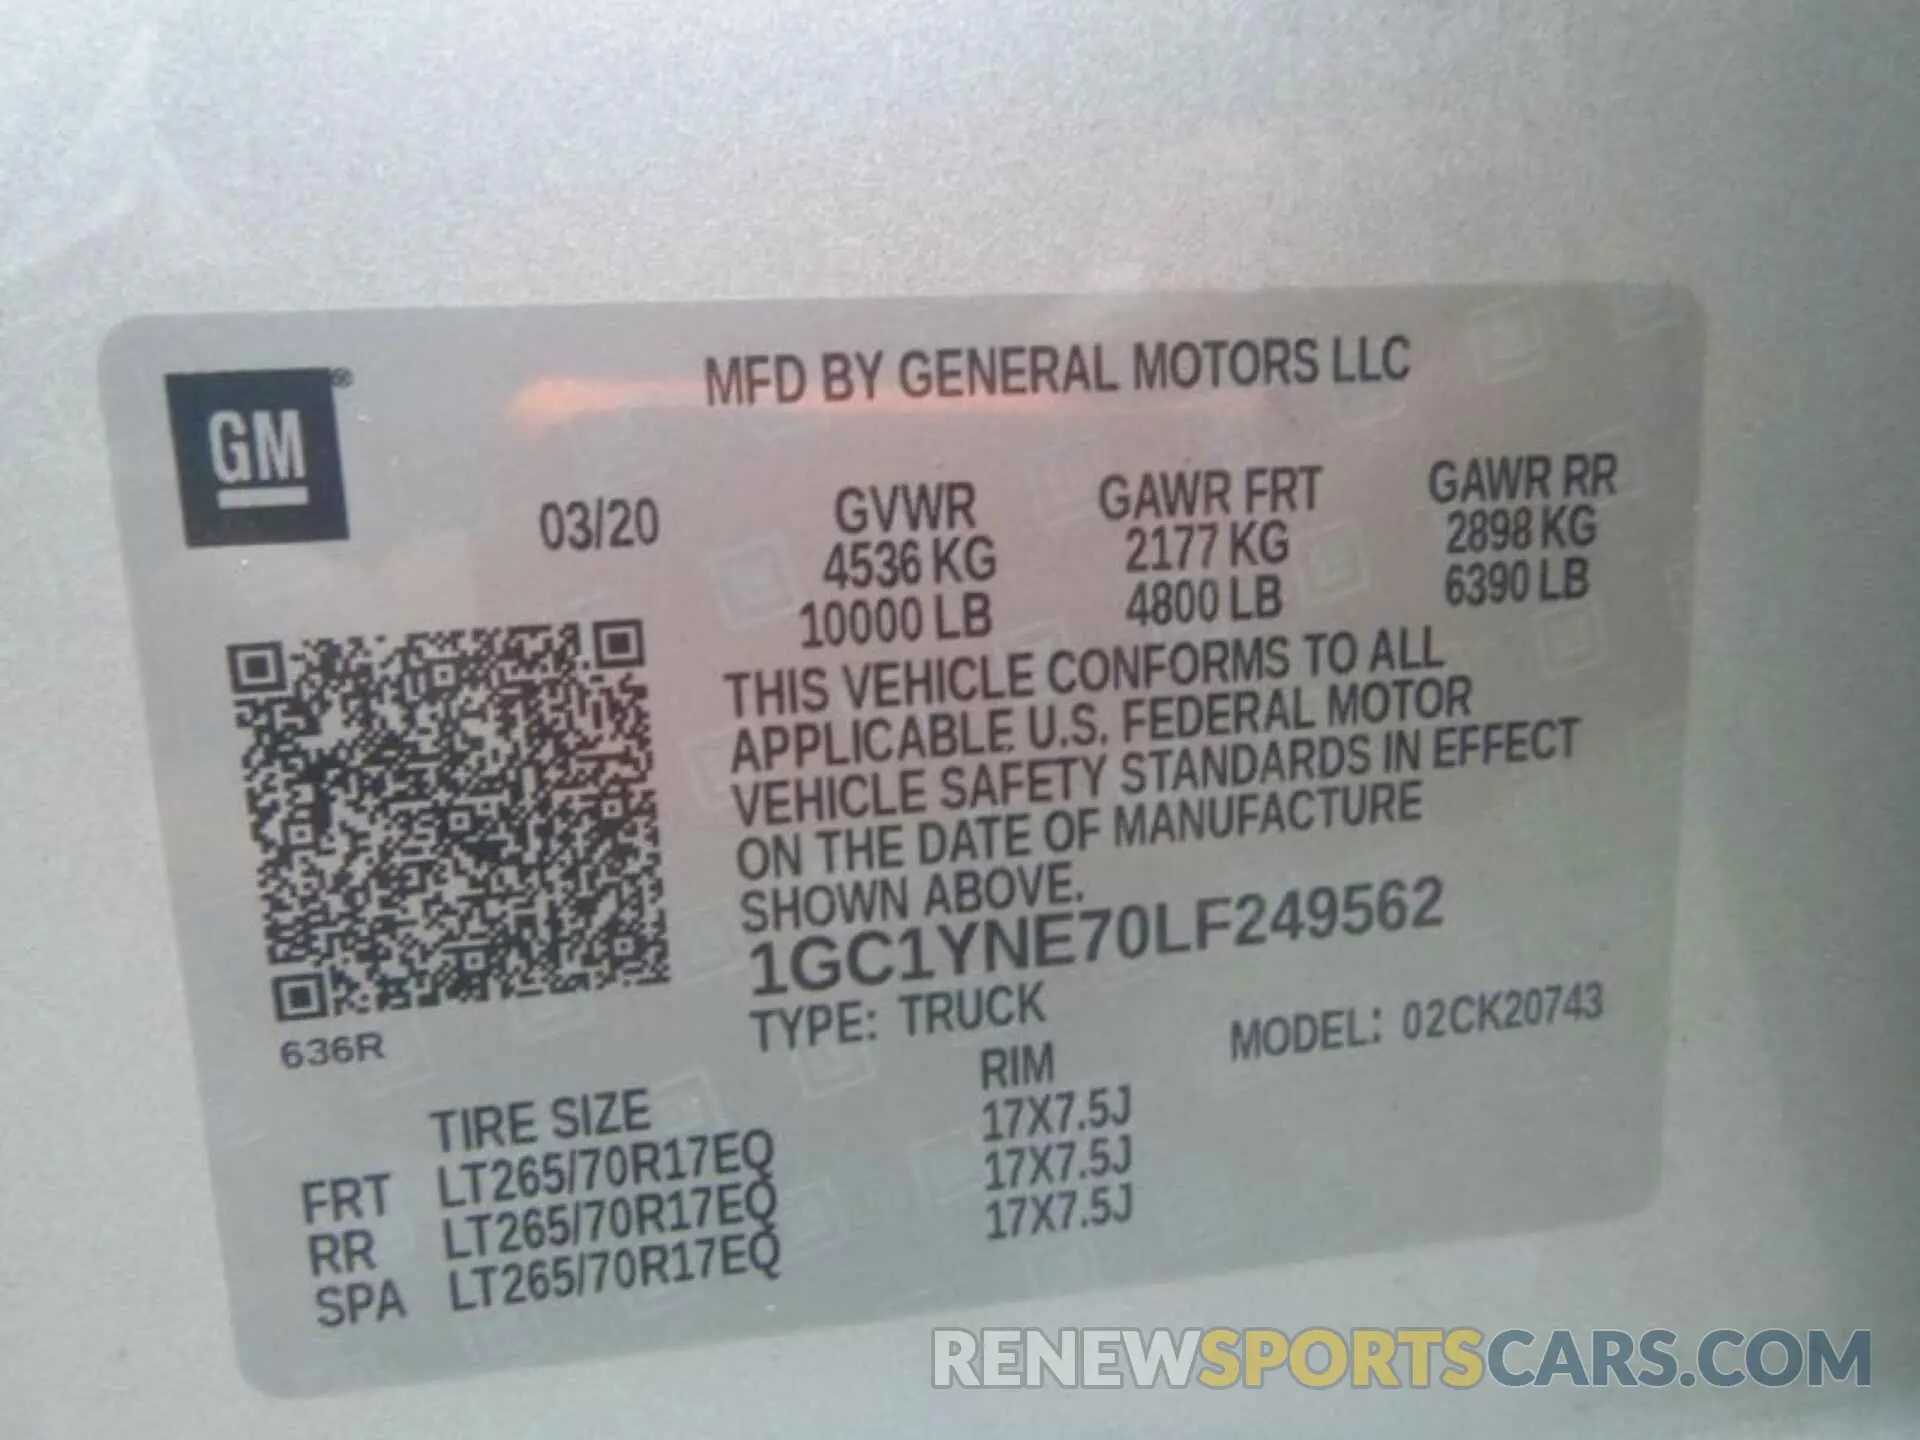 MFD BY GENERAL MOTORS LLC
GM ®
03/20 GVWR GAWR FRT GAWR RR
4536 KG 2177 KG 2898 KG
10000 LB 4800 LB 6390 LB
THIS VEHICLE CONFORMS TO ALL
APPLICABLE U.S. FEDERAL MOTOR
VEHICLE SAFETY STANDARDS IN EFFECT
ON THE DATE OF MANUFACTURE
SHOWN ABOVE.
1GC1YNE70LF249562
TYPE: TRUCK MODEL: 02CK20743
636R
TIRE SIZE RIM
FRT LT265/70R17EQ 17X7.5J
RR LT265/70R17EQ 17X7.5J
SPA LT265/70R17EQ 17X7.5J
RENEWSPORTSCARS.COM